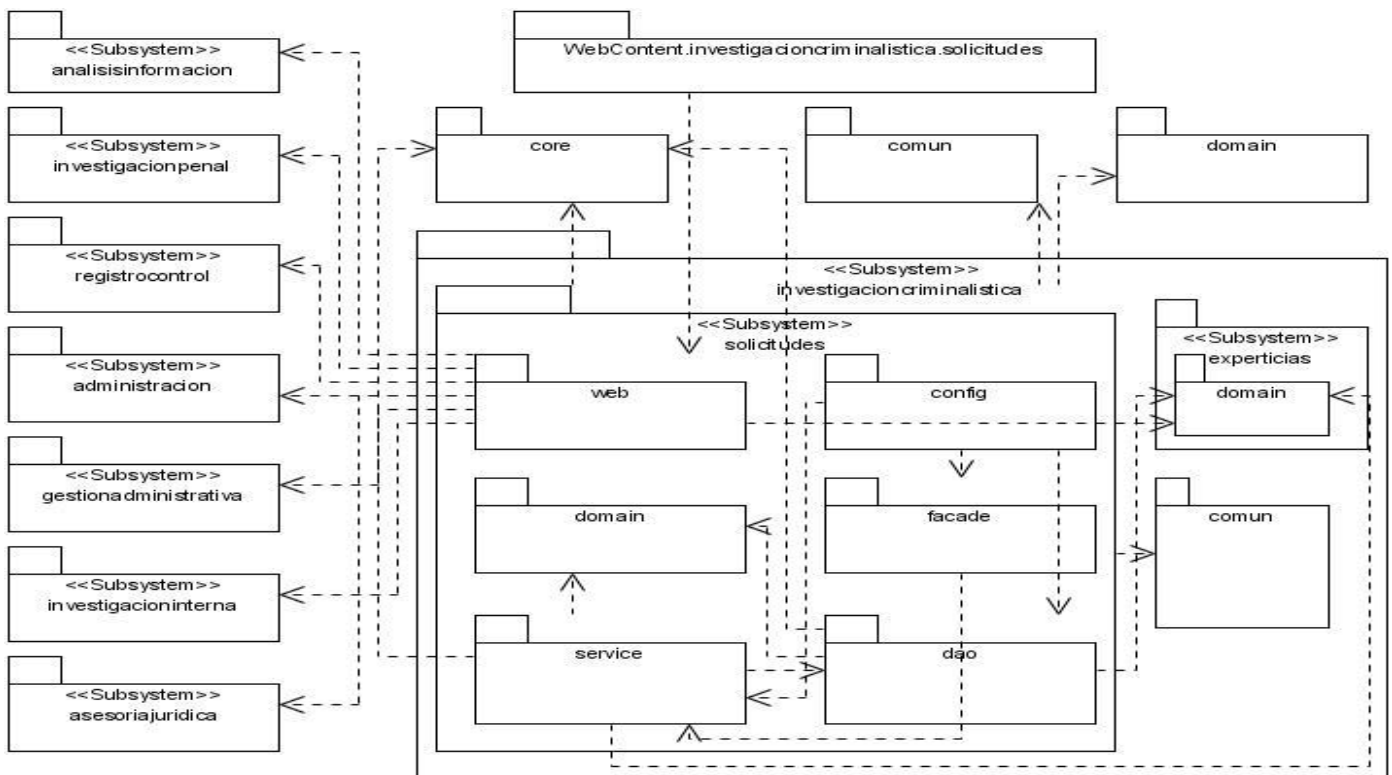 <<Subsystem>>
analisisinformacion
WebContent.investigacioncriminalistica.solicitudes
<<Subsystem>>
investigacionpenal
core
comun
domain
<<Subsystem>>
registrocontrol
<<Subsystem>>
investigacioncriminalistica
<<Subsystem>>
solicitudes
<<Subsystem>>
experticias
<<Subsystem>>
administracion
web
config
domain
<<Subsystem>>
gestionadministrativa
domain
facade
comun
<<Subsystem>>
investigacioninterna
service
dao
<<Subsystem>>
asesoriajuridica